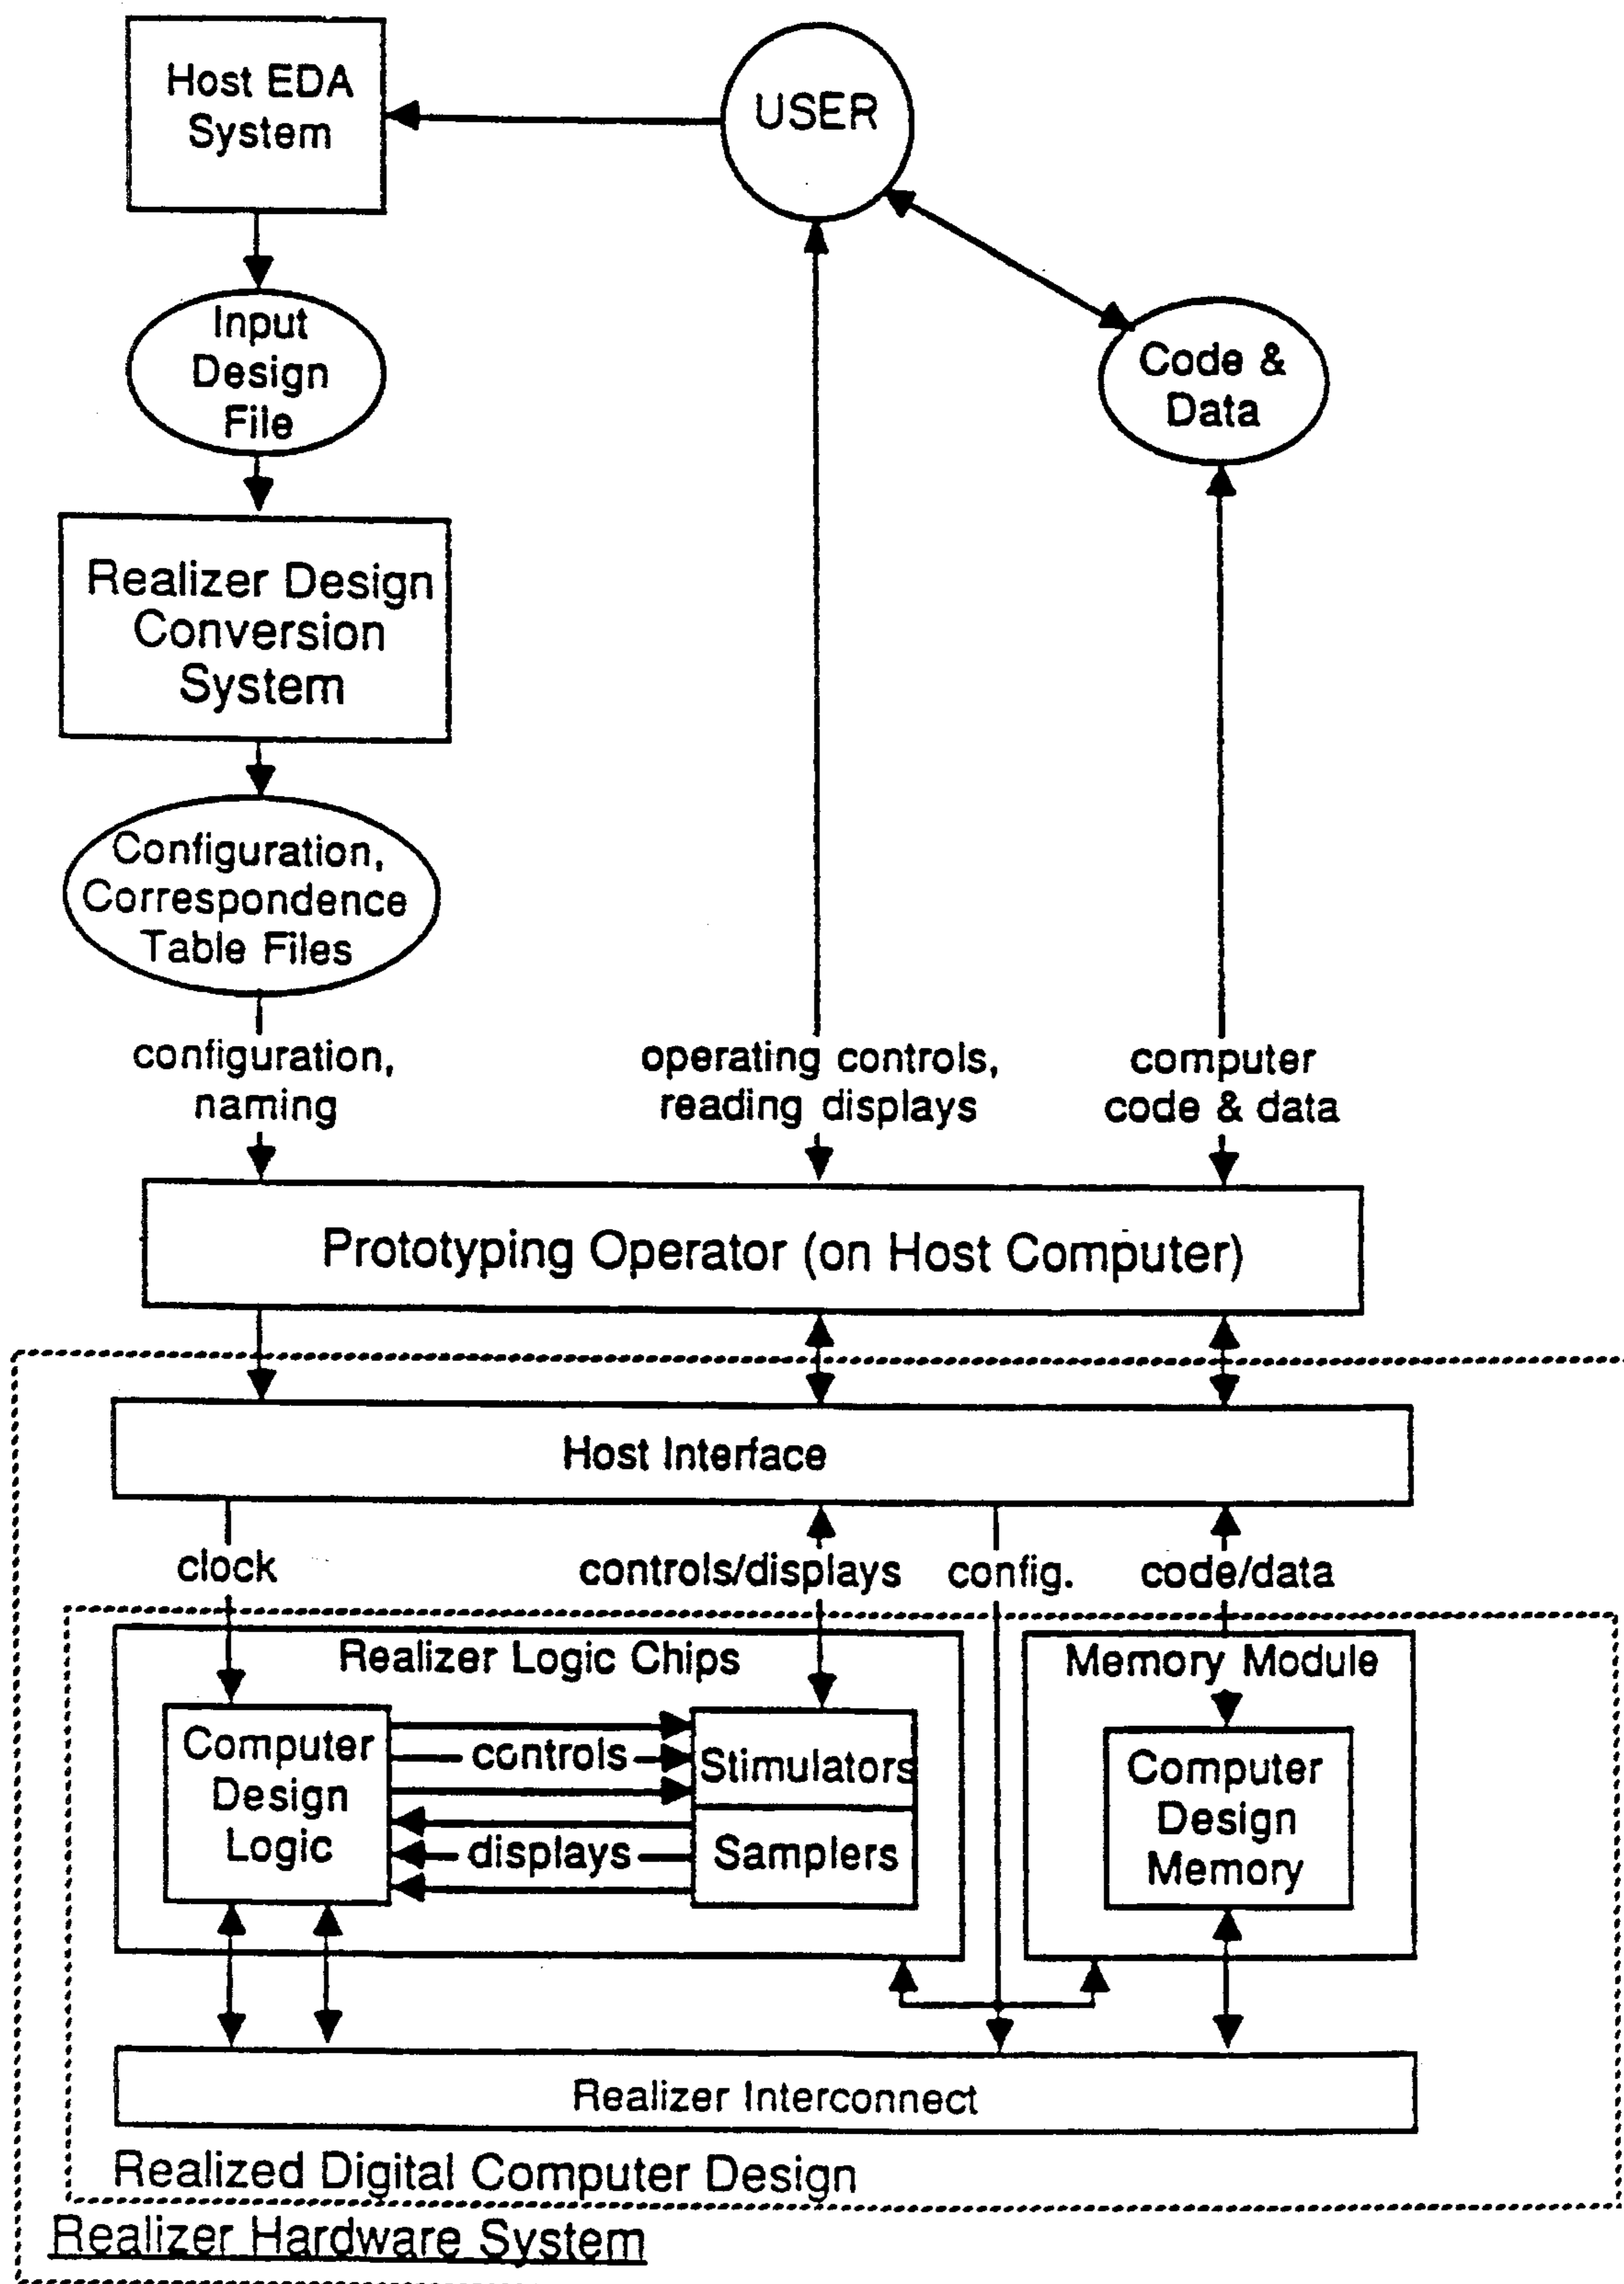 Host EDA
System
USER
Input
Design
File
Code &
Data
Realizer Design
Conversion
System
Configuration,
Correspondence
Table Files
configuration,
naming
operating controls,
reading displays
computer
code & data
Prototyping Operator (on Host Computer)
Host Interface
clock
controls/displays
config.
code/data
Realizer Logic Chips
Memory Module
Computer
Design
Logic
controls
displays
Stimulators
Samplers
Computer
Design
Memory
Realizer Interconnect
Realized Digital Computer Design
Realizer Hardware System